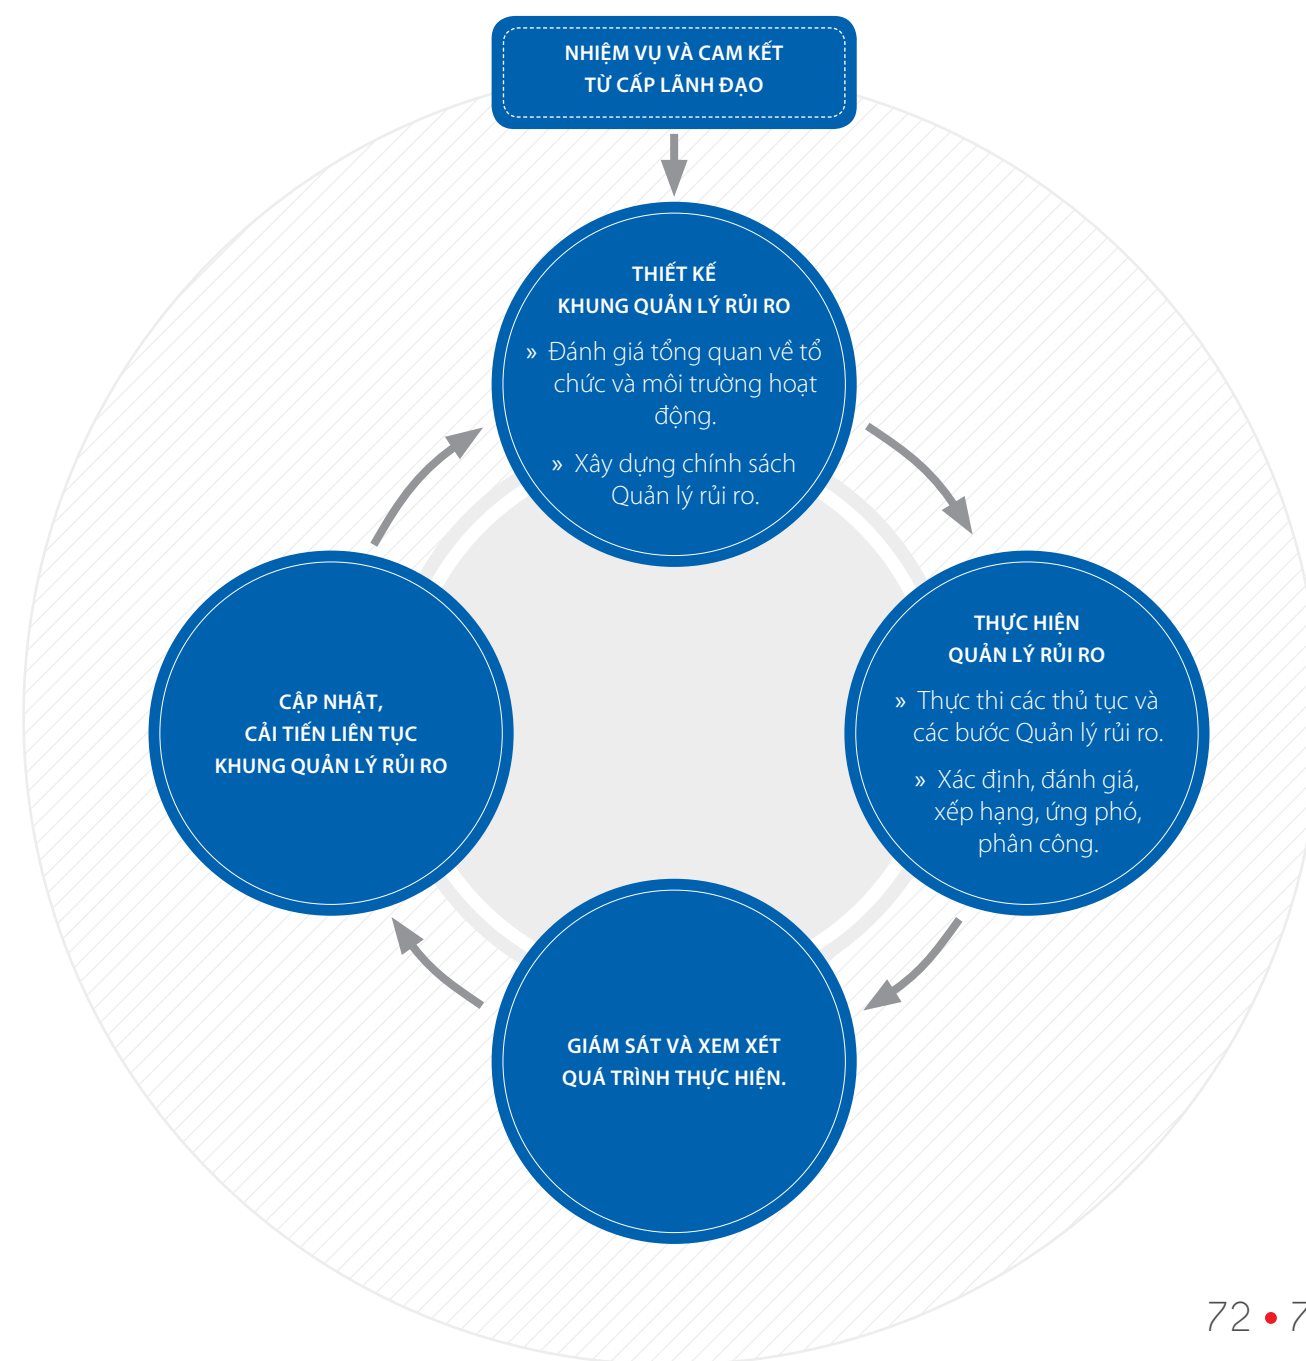 NHIỆM VỤ VÀ CAM KẾT
TỪ CẤP LÃNH ĐẠO
THIẾT KẾ
KHUNG QUẢN LÝ RỦI RO
» Đánh giá tổng quan về tổ
chức và môi trường hoạt
động.
» Xây dựng chính sách
Quản lý rủi ro.
THỰC HIỆN
QUẢN LÝ RỦI RO
» Thực thi các thủ tục và
các bước Quản lý rủi ro.
» Xác định, đánh giá,
xếp hạng, ứng phó,
phân công.
CẬP NHẬT,
CẢI TIẾN LIÊN TỤC
KHUNG QUẢN LÝ RỦI RO
GIÁM SÁT VÀ XEM XÉT
QUÁ TRÌNH THỰC HIỆN.
72 • 7